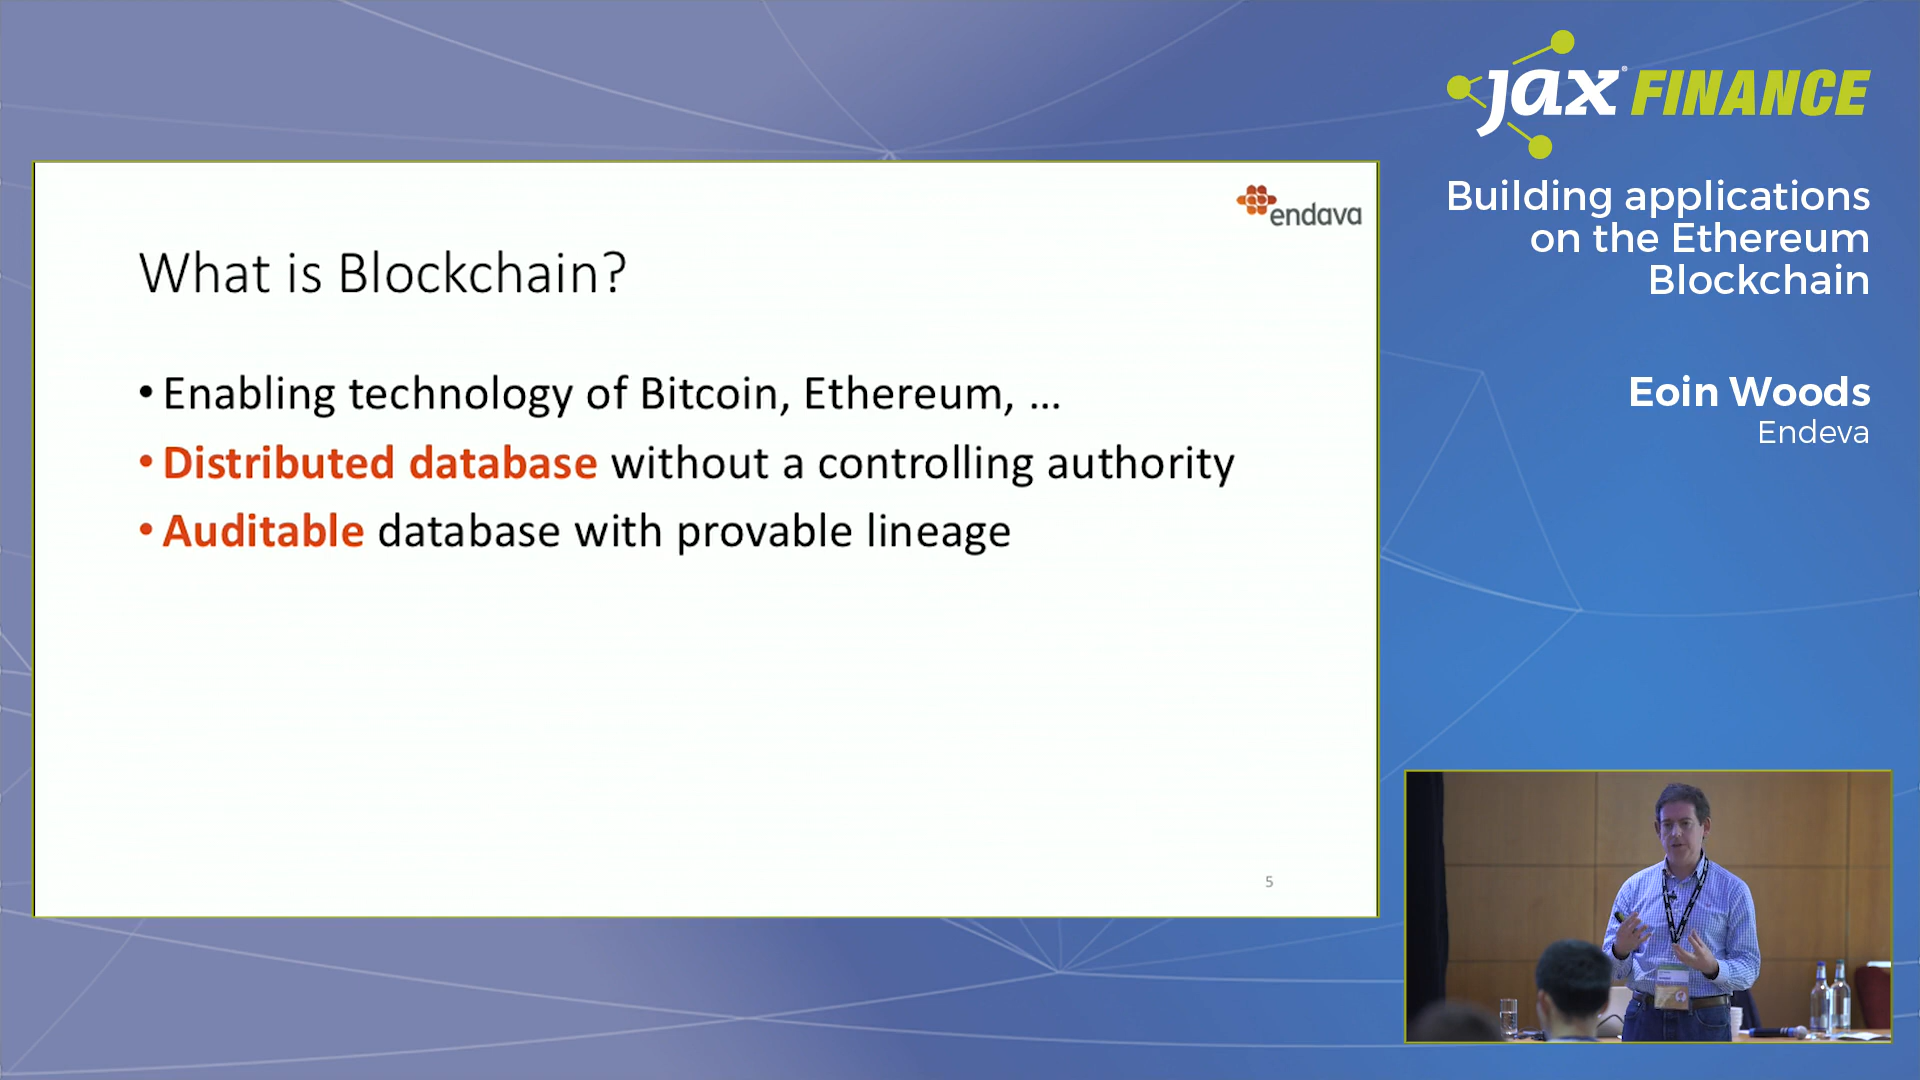 endava
What is Blockchain?
• Enabling technology of Bitcoin, Ethereum, ...
• Distributed database without a controlling authority
• Auditable database with provable lineage
5
jax® FINANCE
Building applications
on the Ethereum
Blockchain
Eoin Woods
Endeva